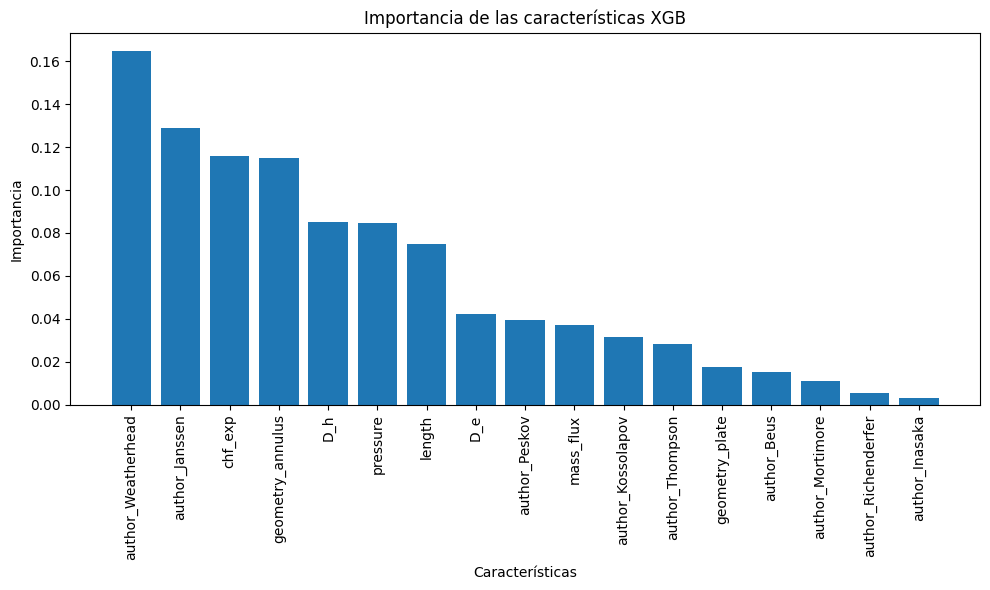 Importancia de las características XGB
Importancia
0.16
0.14
0.12
0.10
0.08
0.06
0.04
0.02
0.00
author_Weatherhead
author_Janssen
chf_exp
geometry_annulus
D_h
pressure
length
D_e
author_Peskov
mass_flux
author_Kossolapov
author_Thompson
geometry_plate
author_Beus
author_Mortimore
author_Richenderfer
author_Inasaka
Características